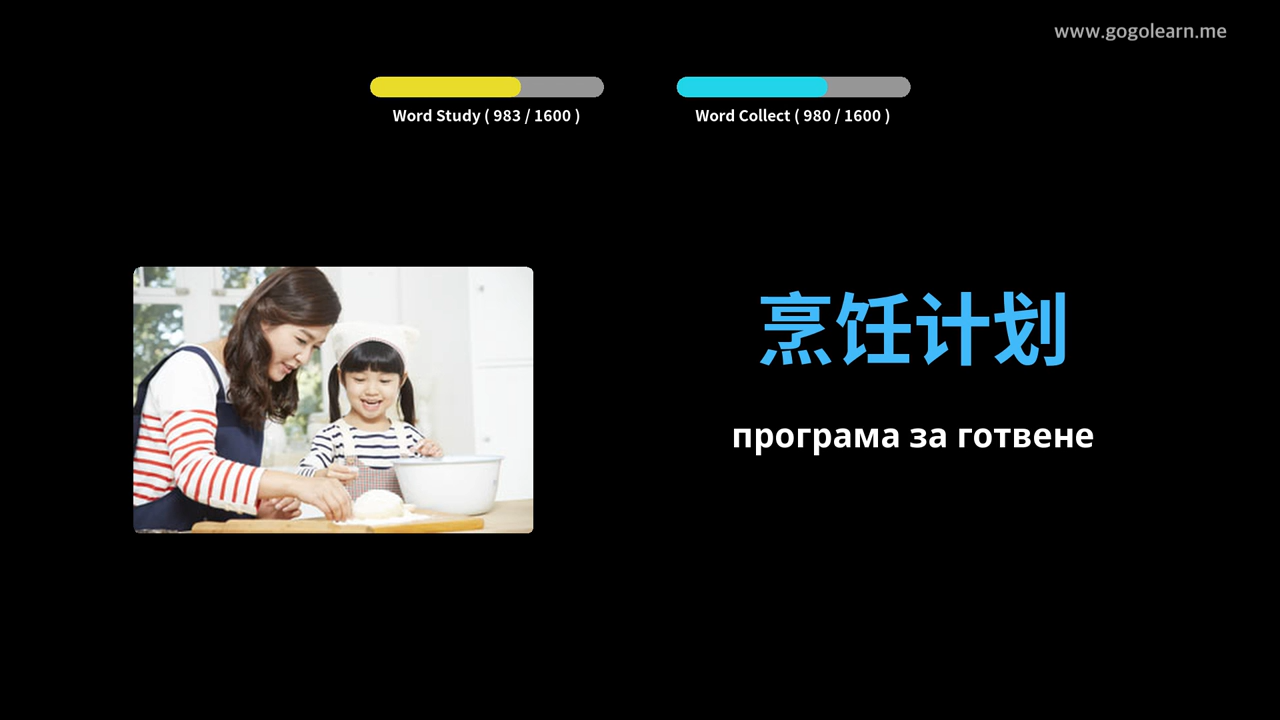 www.gogolearn.me
Word Study ( 983 / 1600 )
Word Collect ( 980 / 1600 )
烹饪计划
програма за готвене